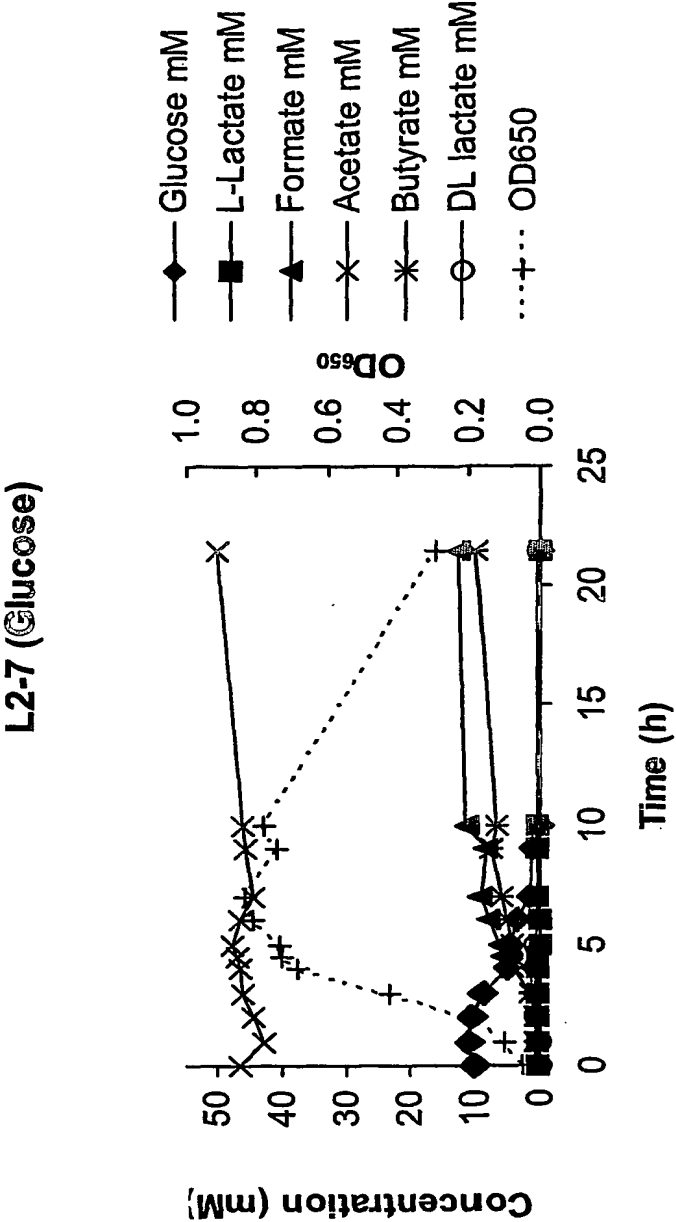 L2-7 (Glucose)
Concentration (mM)
50
40
30
20
10
0
0
5
10
15
20
25
Time (h)
1.0
0.8
0.6
0.4
0.2
0.0
OD650
Glucose mM
L-Lactate mM
Formate mM
Acetate mM
Butyrate mM
DL lactate mM
OD650